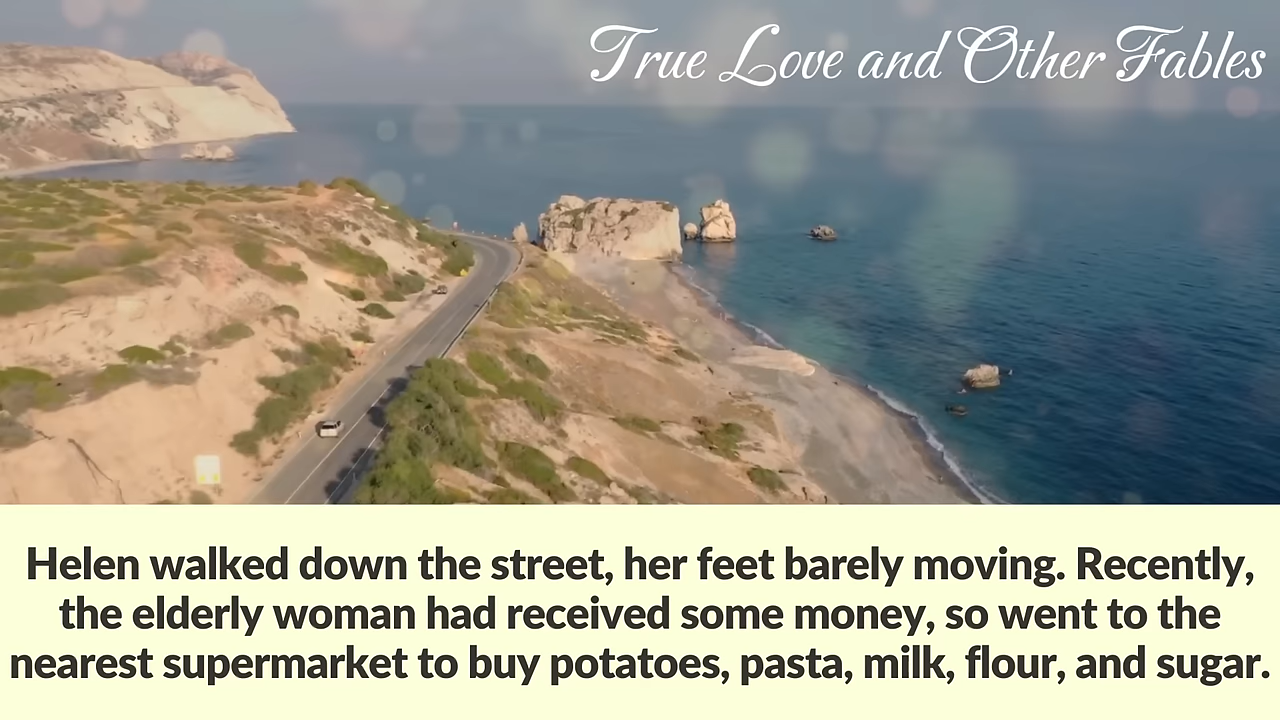 True Love and Other Fables
Helen walked down the street, her feet barely moving. Recently,
the elderly woman had received some money, so went to the
nearest supermarket to buy potatoes, pasta, milk, flour, and sugar.